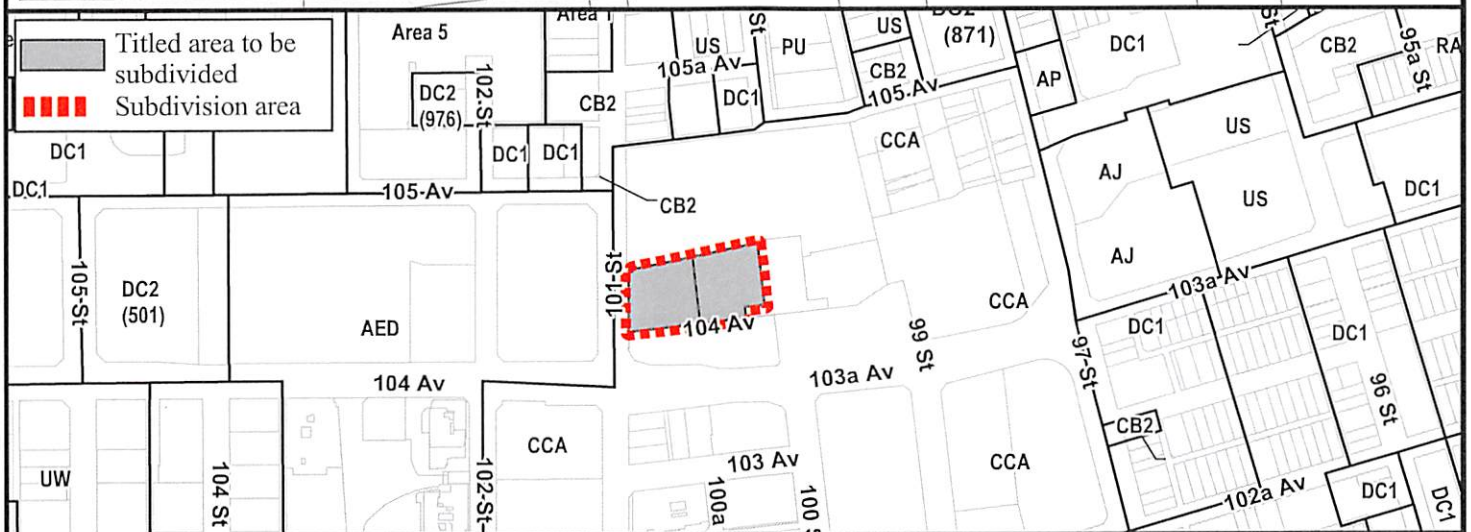 Titled area to be
subdivided
Subdivision area
Area 5
Area 1
US
PU
US
DC2
(871)
DC1
CB2
95a St
RA
105a Av
CB2
AP
DC2
(976)
102-St
CB2
DC1
105-Av
US
DC1
DC1
DC1
CCA
DC1
105-Av
AJ
US
DC1
CB2
101-St
105-St
DC2
(501)
AED
104-Av
CCA
AJ
103a-Av
DC1
DC1
99 St
97-St
104 Av
103a Av
96 St
CB2
CCA
CCA
UW
104 St
102-St
103 Av
100a
102a Av
DC1
DC1